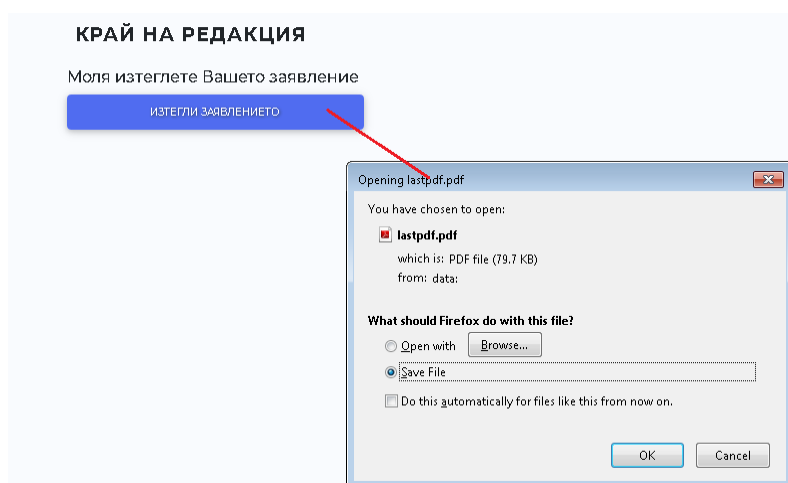 КРАЙ НА РЕДАКЦИЯ
Моля изтеглете Вашето заявление
ИЗТЕГЛИ ЗАЯВЛЕНИЕТО
Opening lastpdf.pdf
You have chosen to open:
lastpdf.pdf
which is: PDF file (79.7 KB)
from: data:
What should Firefox do with this file?
Open with Browse...
Save File
Do this automatically for files like this from now on.
OK Cancel